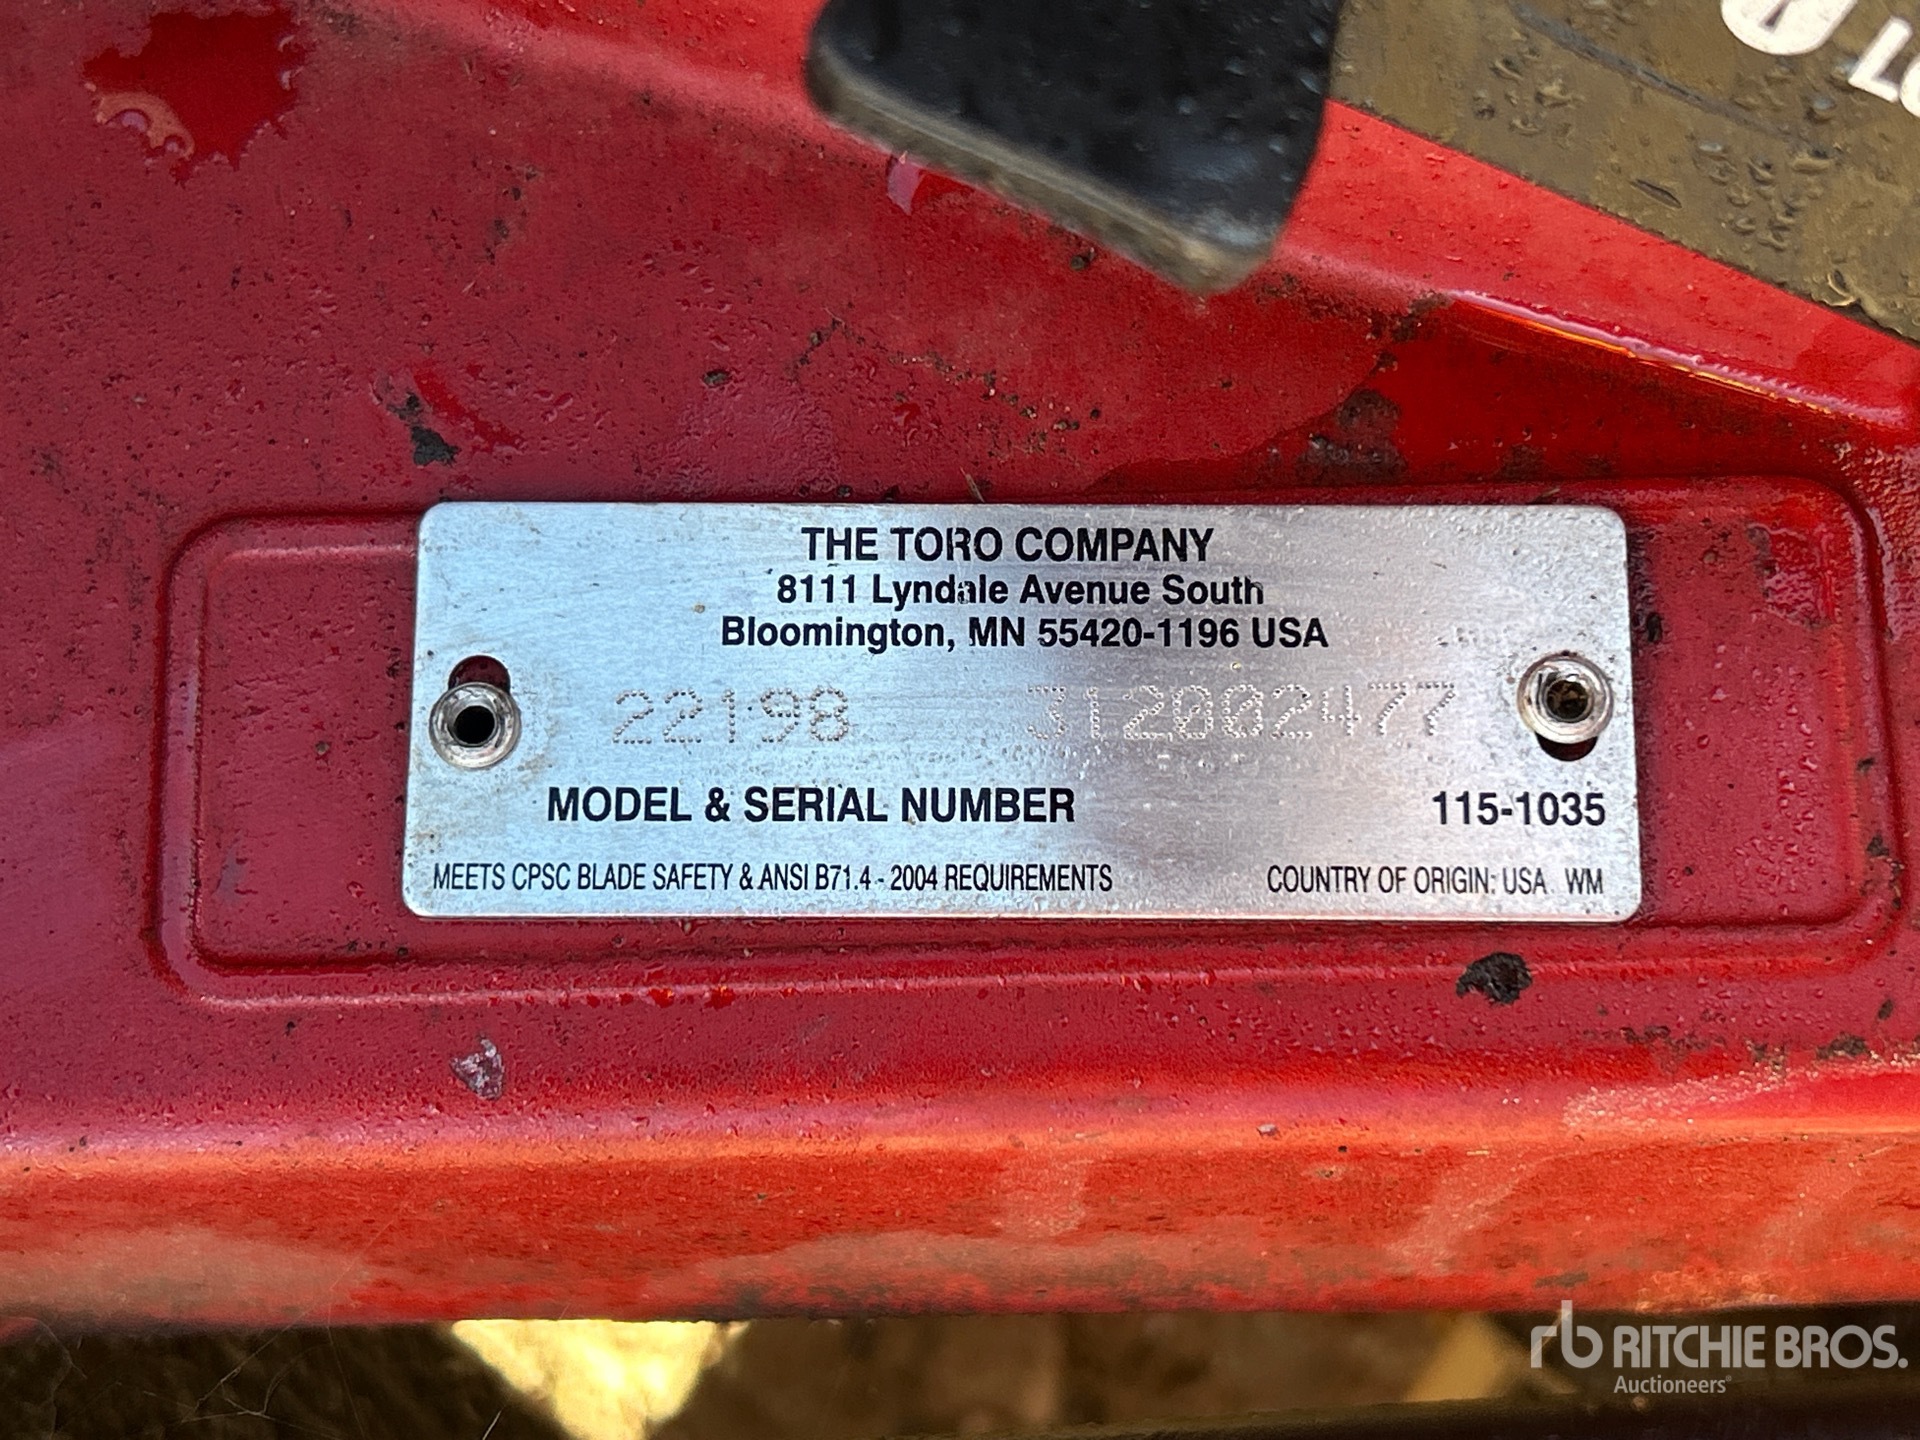 THE TORO COMPANY
8111 Lyndale Avenue South
Bloomington, MN 55420-1196 USA
22198 312002477
MODEL & SERIAL NUMBER 115-1035
MEETS CPSC BLADE SAFETY & ANSI B71.4 - 2004 REQUIREMENTS COUNTRY OF ORIGIN: USA WM
rb RITCHIE BROS.
Auctioneers